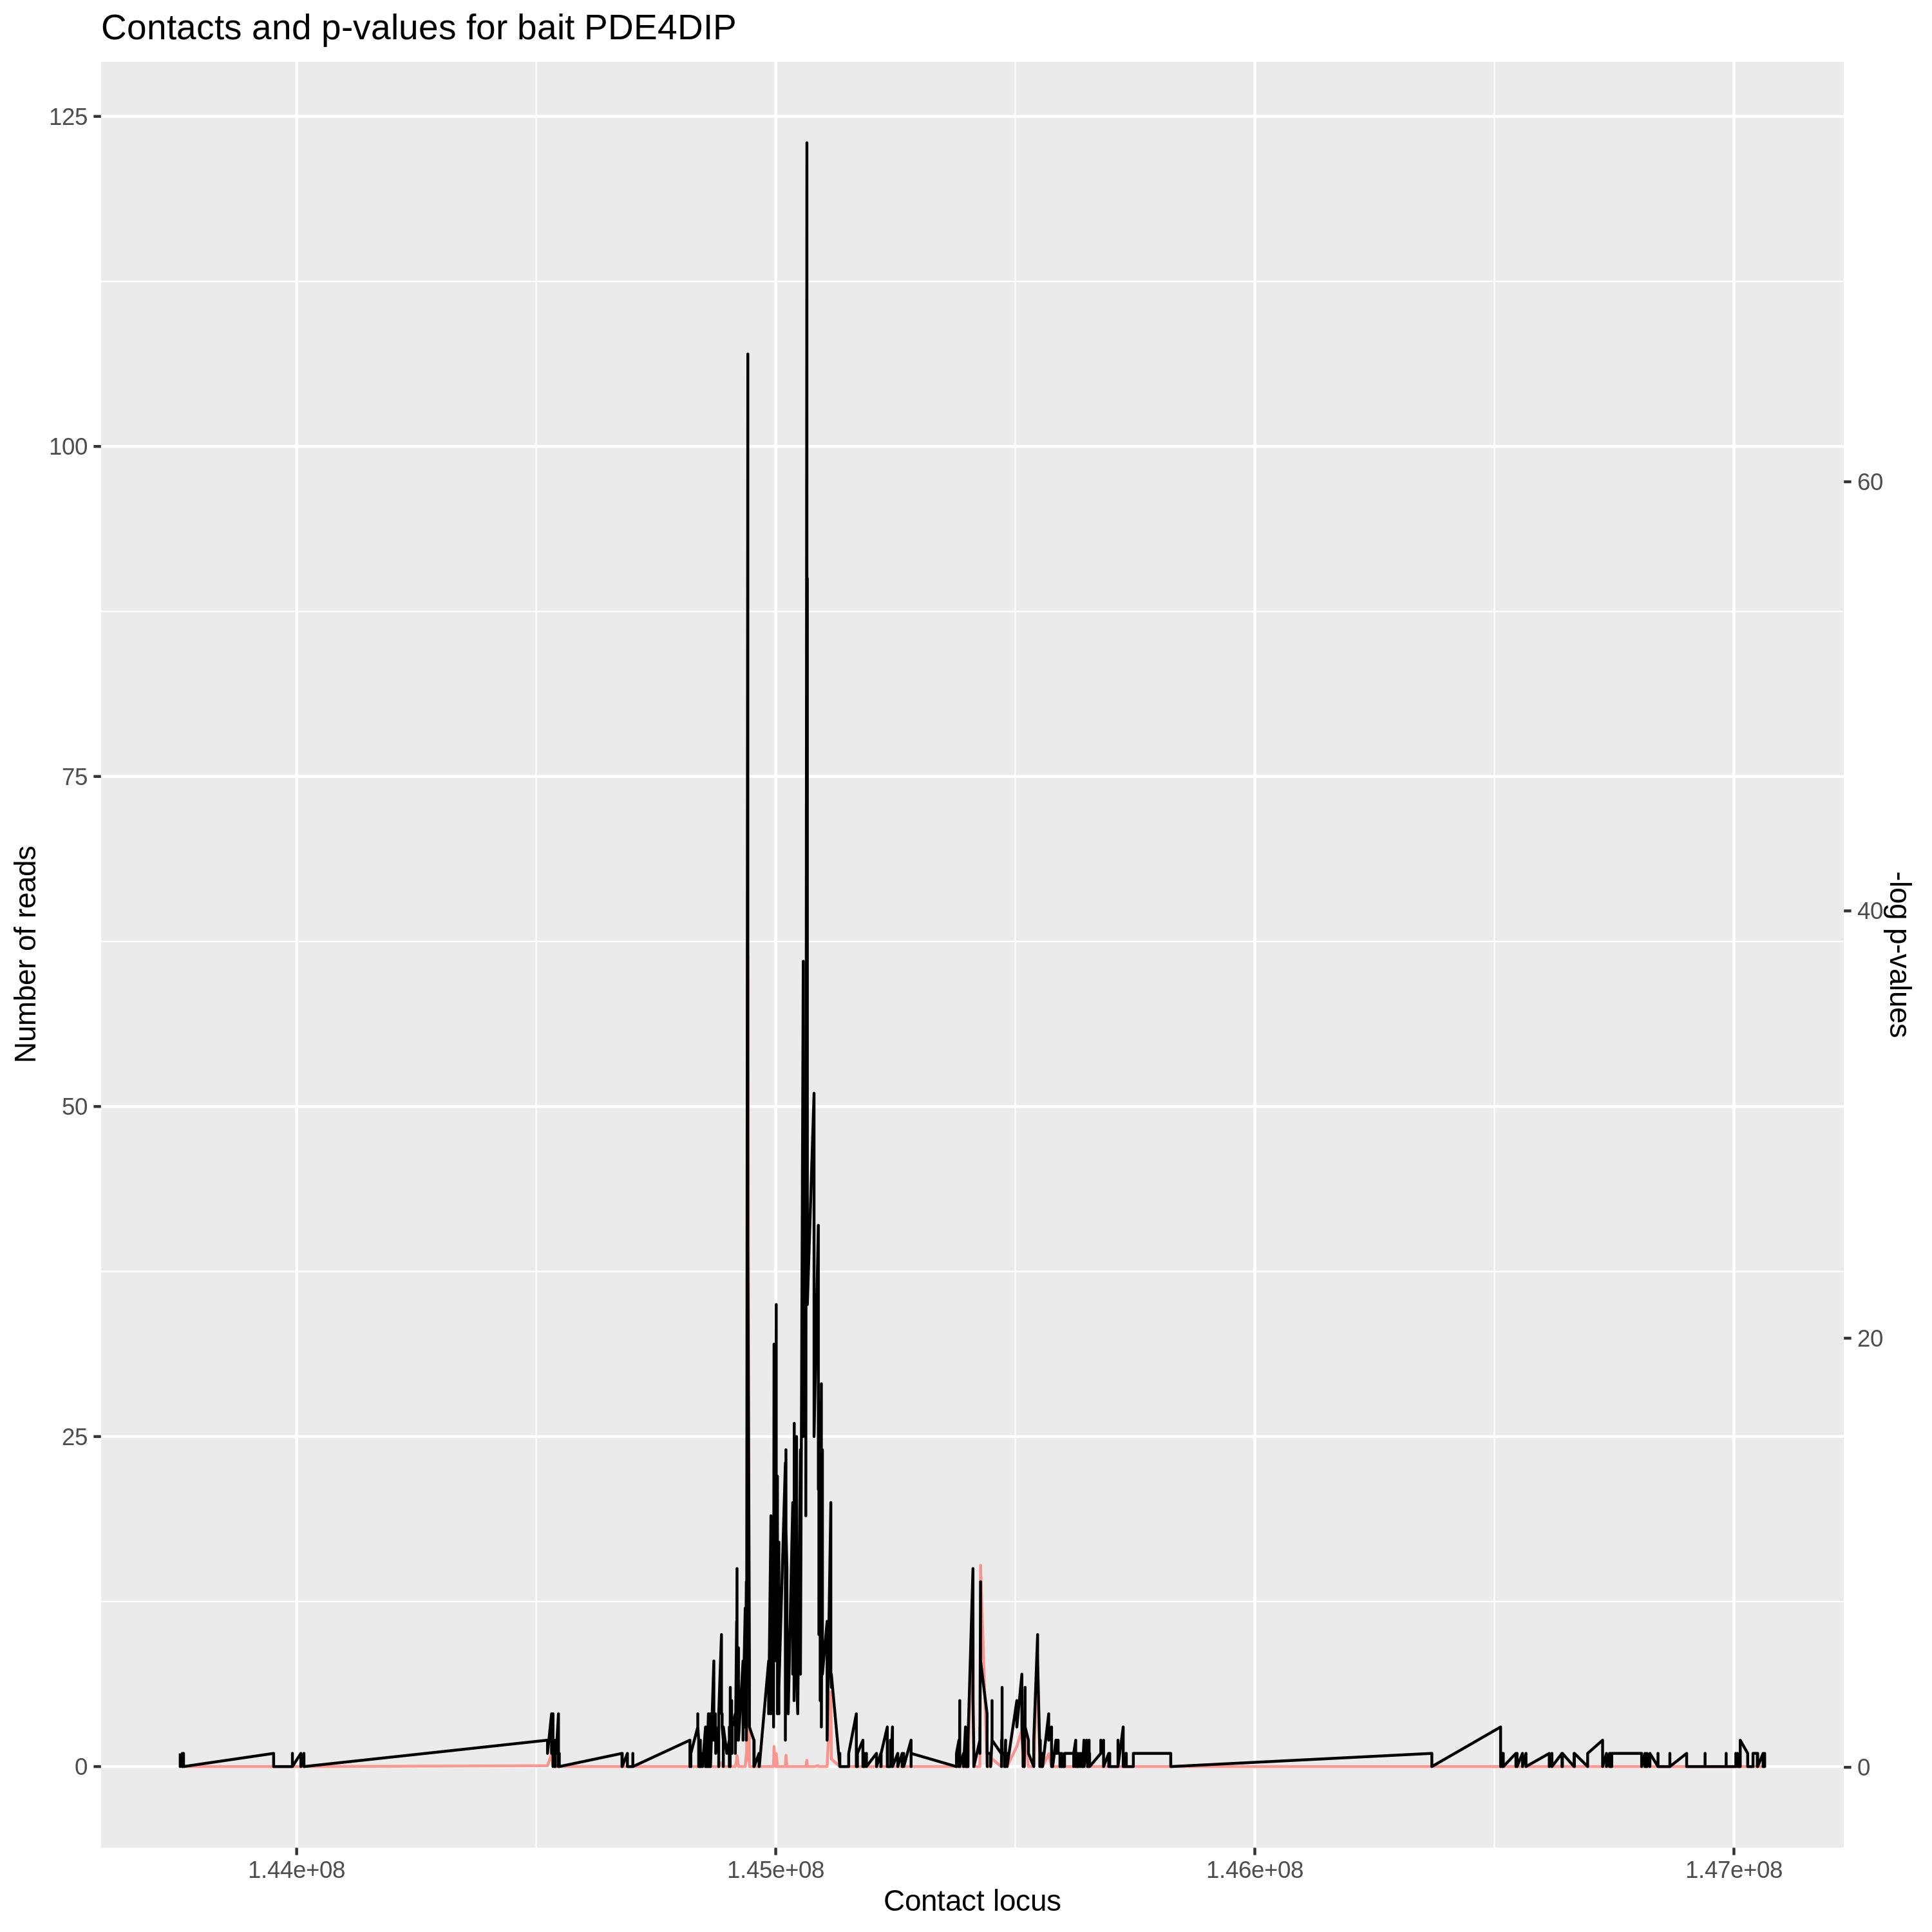 Contacts and p-values for bait PDE4DIP
125
100
75
50
25
0
Number of reads
60
40
20
0
-log p-values
1.44e+08 1.45e+08 1.46e+08 1.47e+08
Contact locus